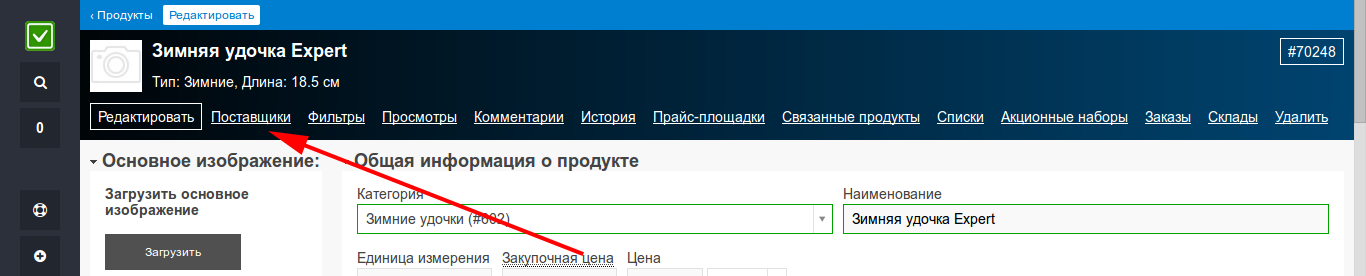 ‹ Продукты Редактировать
Зимняя удочка Expert
#70248
Тип: Зимние, Длина: 18.5 см
0
Редактировать Поставщики Фильтры Просмотры Комментарии История Прайс-площадки Связанные продукты Списки Акционные наборы Заказы Склады Удалить
Основное изображение:
Загрузить основное
изображение
Загрузить
Общая информация о продукте
Категория
Зимние удочки (#602)
Наименование
Зимняя удочка Expert
Единица измерения Закупочная цена Цена